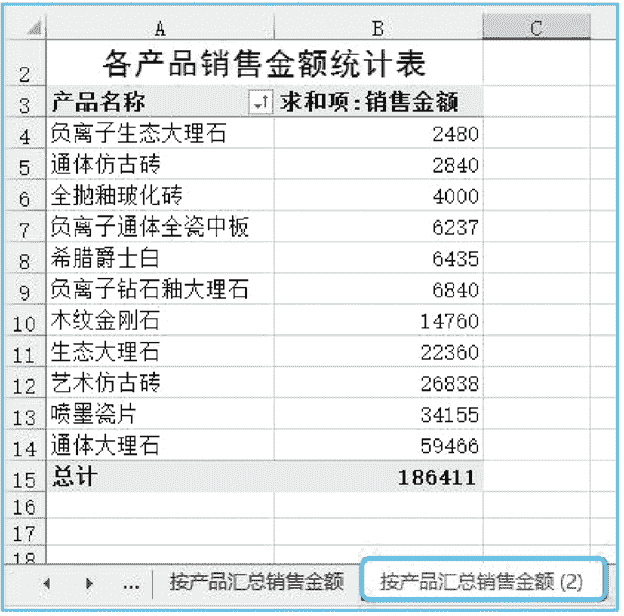 A B C
2 各产品销售金额统计表
3 产品名称 求和项:销售金额
4 负离子生态大理石 2480
5 通体仿古砖 2840
6 全抛釉玻化砖 4000
7 负离子通体全瓷中板 6237
8 希腊爵士白 6435
9 负离子钻石釉大理石 6840
10 木纹金刚石 14760
11 生态大理石 22360
12 艺术仿古砖 26838
13 喷墨瓷片 34155
14 通体大理石 59466
15 总计 186411
16
17
18
... 按产品汇总销售金额 按产品汇总销售金额 (2)